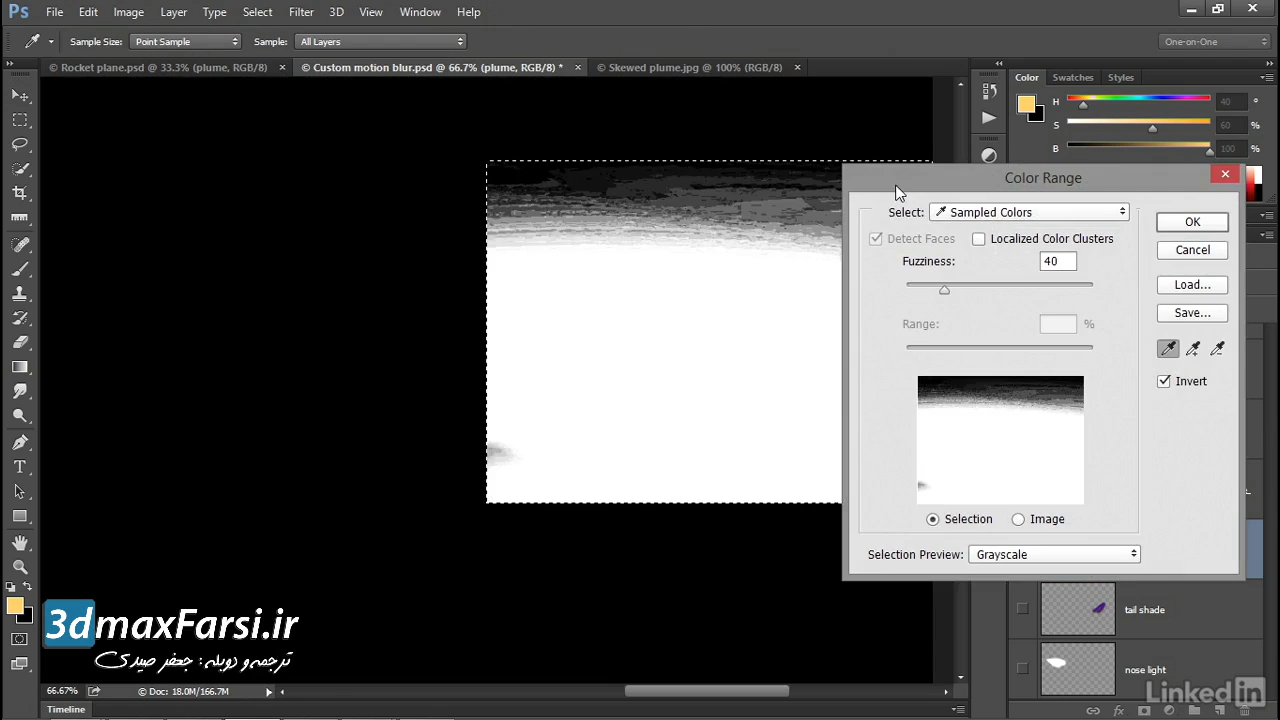 Ps File Edit Image Layer Type Select Filter 3D View Window Help
Sample Size: Point Sample Sample: All Layers One-on-One
© Rocket plane.psd @ 33.3% (plume, RGB/8) × © Custom motion blur.psd @ 66.7% (plume, RGB/8) * × © Skewed plume.jpg @ 100% (RGB/8) ×
Color Swatches Styles
H 40 °
S 60 %
B 100 %
Color Range
Select: Sampled Colors
Detect Faces Localized Color Clusters
Fuzziness: 40
Range: %
Selection Image
Selection Preview: Grayscale
OK
Cancel
Load...
Save...
Invert
tail shade
nose light
3dmaxFarsi.ir
ترجمه و دوبله : جعفر صیدی
66.67% © Doc: 18.0M/166.7M
Timeline
Linked in